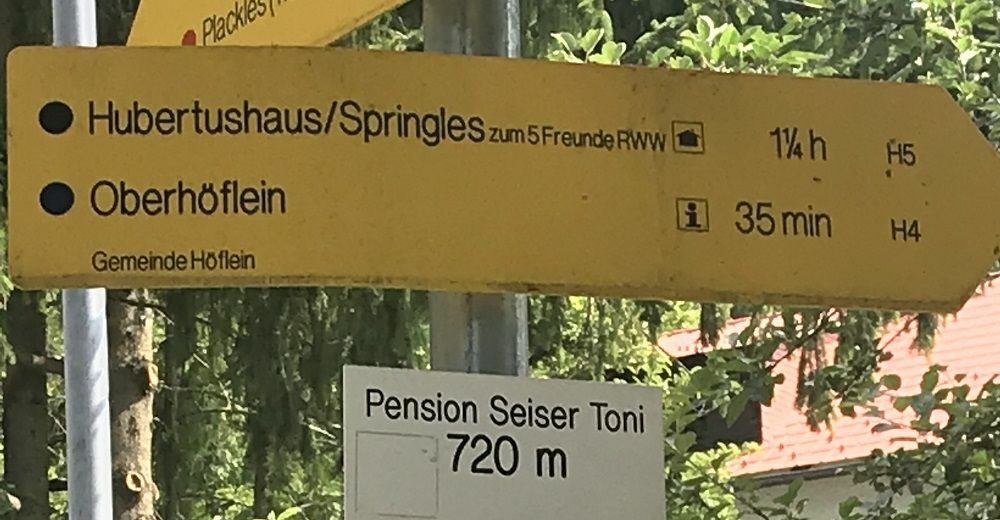 Plackles
Hubertushaus/Springles zum 5 Freunde RWW 1¼ h H5
Oberhöflein i 35 min H4
Gemeinde Höflein
Pension Seiser Toni
720 m